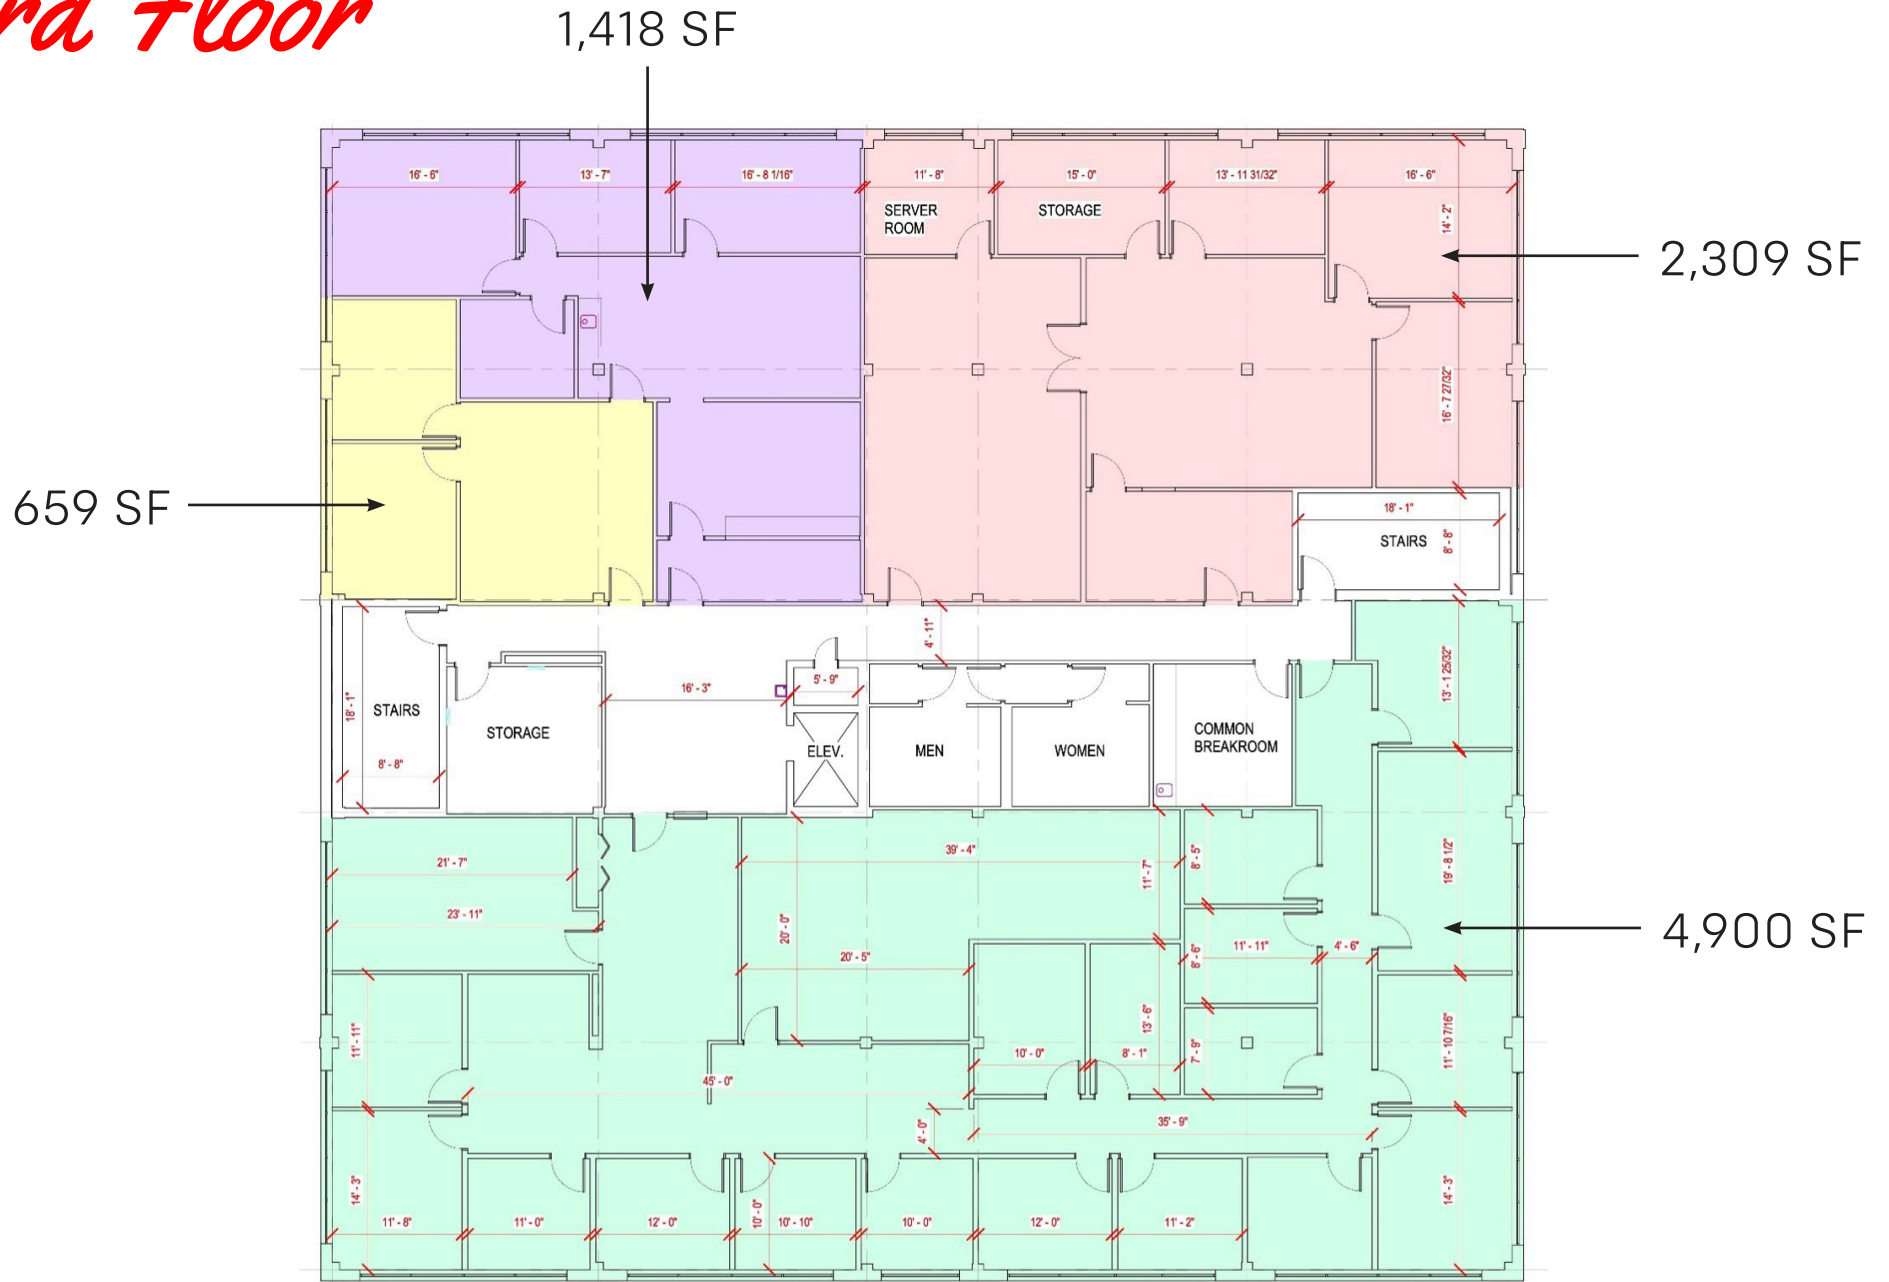 rd Floor
1,418 SF
16' - 6"
13' - 7"
16' - 8 1/16"
11' - 8"
15' - 0"
13' - 11 31/32"
16' - 6"
SERVER
ROOM
STORAGE
14' - 2"
2,309 SF
16' - 7 27/32"
659 SF
18' - 1"
STAIRS
8' - 8"
4' - 11"
18' - 1"
STAIRS
8' - 8"
STORAGE
16' - 3"
5' - 9"
ELEV.
MEN
WOMEN
COMMON
BREAKROOM
13' - 1 25/32"
21' - 7"
23' - 11"
39' - 4"
20' - 0"
20' - 5"
11' - 7"
8' - 5"
8' - 6"
11' - 11"
4' - 6"
19' - 8 1/2"
4,900 SF
11' - 11"
45' - 0"
10' - 0"
8' - 1"
13' - 6"
7' - 9"
11' - 10 7/16"
4' - 0"
35' - 9"
14' - 3"
11' - 8"
11' - 0"
12' - 0"
10' - 0"
10' - 10"
10' - 0"
12' - 0"
11' - 2"
14' - 3"